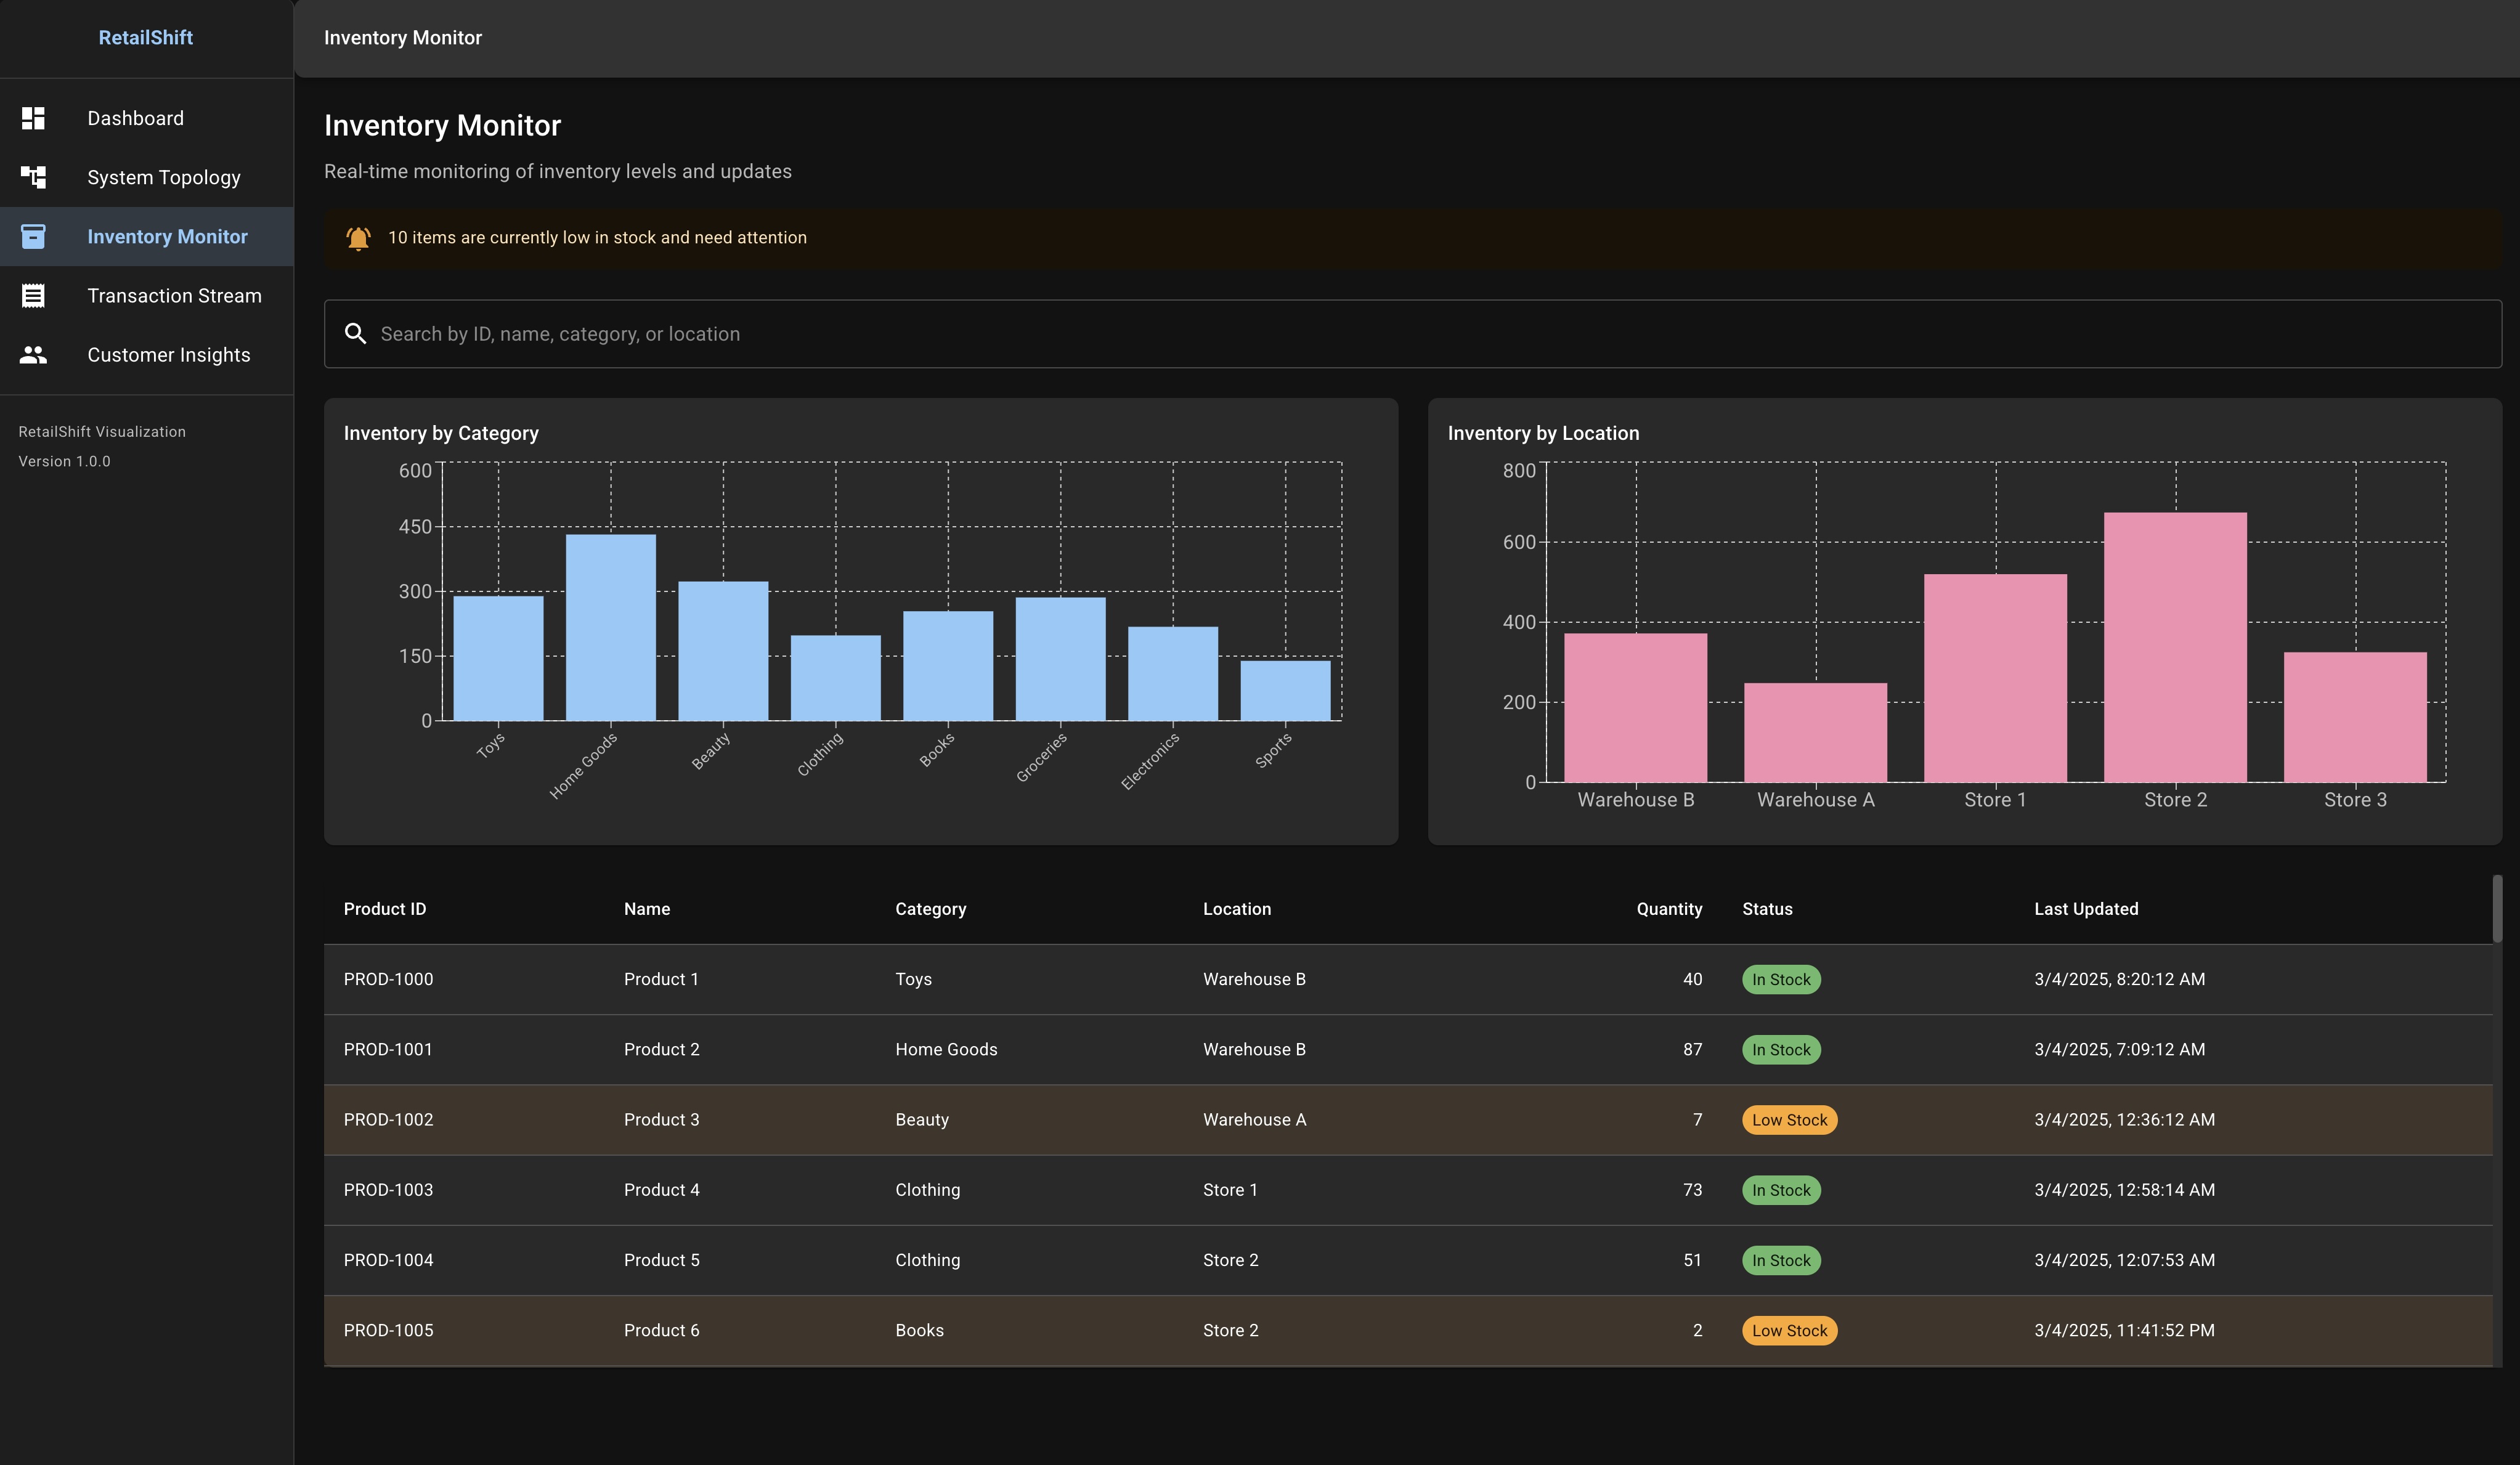 RetailShift
Inventory Monitor
Dashboard
System Topology
Inventory Monitor
Transaction Stream
Customer Insights
RetailShift Visualization
Version 1.0.0
Inventory Monitor
Real-time monitoring of inventory levels and updates
10 items are currently low in stock and need attention
Search by ID, name, category, or location
Inventory by Category
600
450
300
150
0
Toys
Home Goods
Beauty
Clothing
Books
Groceries
Electronics
Sports
Inventory by Location
800
600
400
200
0
Warehouse B
Warehouse A
Store 1
Store 2
Store 3
Product ID Name Category Location Quantity Status Last Updated
PROD-1000 Product 1 Toys Warehouse B 40 In Stock 3/4/2025, 8:20:12 AM
PROD-1001 Product 2 Home Goods Warehouse B 87 In Stock 3/4/2025, 7:09:12 AM
PROD-1002 Product 3 Beauty Warehouse A 7 Low Stock 3/4/2025, 12:36:12 AM
PROD-1003 Product 4 Clothing Store 1 73 In Stock 3/4/2025, 12:58:14 AM
PROD-1004 Product 5 Clothing Store 2 51 In Stock 3/4/2025, 12:07:53 AM
PROD-1005 Product 6 Books Store 2 2 Low Stock 3/4/2025, 11:41:52 PM